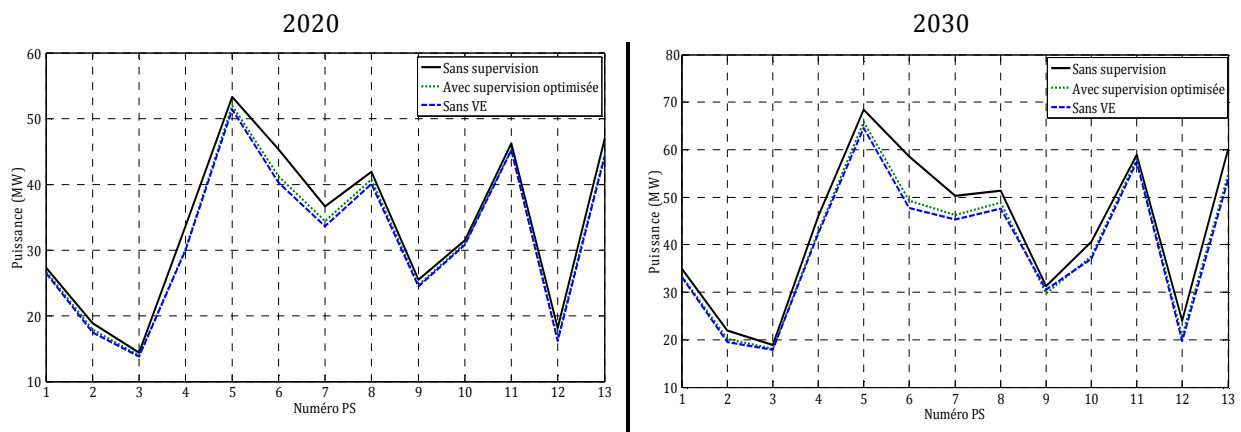 2020
60
50
40
30
20
10
Puissance (MW)
Sans supervision
Avec supervision optimisée
Sans VE
1 2 3 4 5 6 7 8 9 10 11 12 13
Numéro PS
2030
80
70
60
50
40
30
20
10
Puissance (MW)
Sans supervision
Avec supervision optimisée
Sans VE
1 2 3 4 5 6 7 8 9 10 11 12 13
Numéro PS